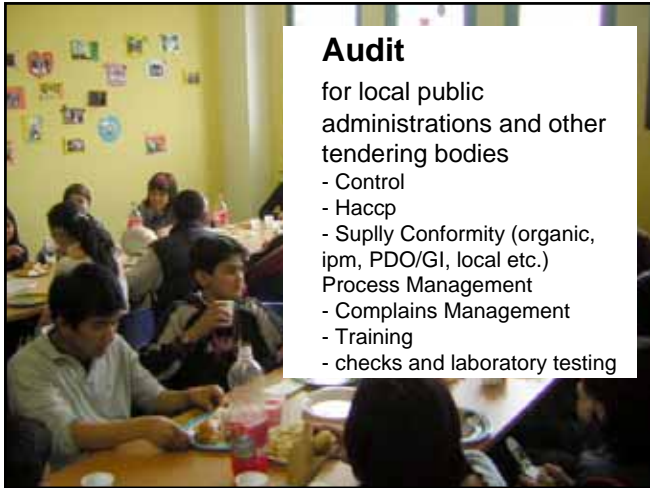 Audit
for local public
administrations and other
tendering bodies
- Control
- Haccp
- Suplly Conformity (organic,
ipm, PDO/GI, local etc.)
Process Management
- Complains Management
- Training
- checks and laboratory testing